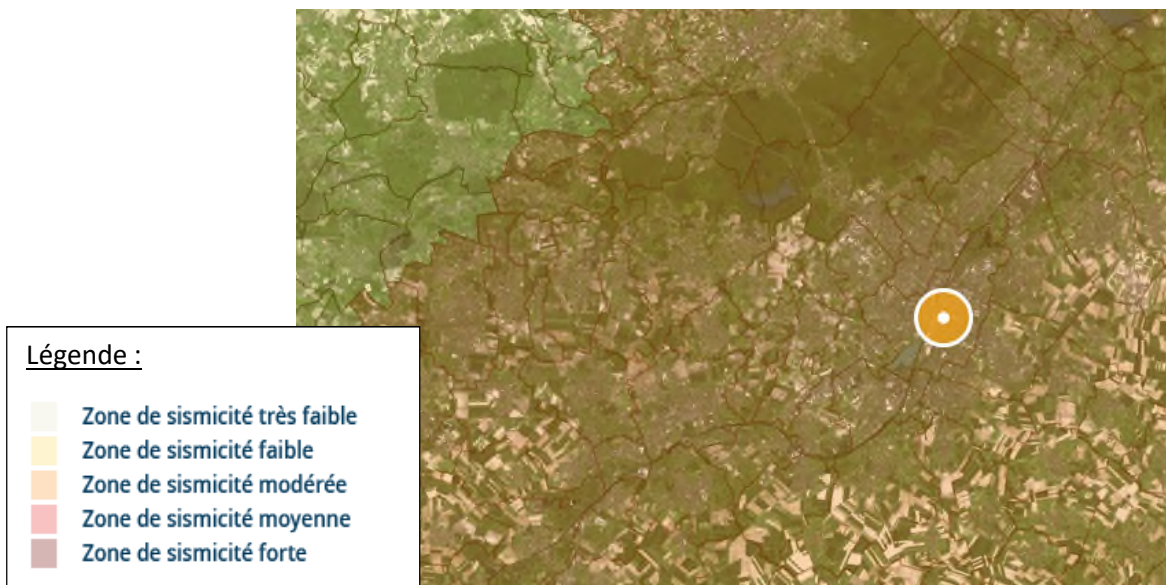 Légende :
Zone de sismicité très faible
Zone de sismicité faible
Zone de sismicité modérée
Zone de sismicité moyenne
Zone de sismicité forte